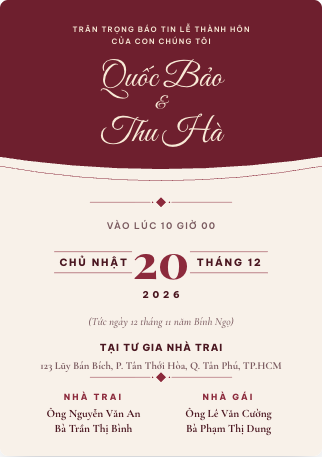 TRÂN TRỌNG BÁO TIN LỄ THÀNH HÔN
CỦA CON CHÚNG TÔI
Quốc Bảo
&
Thu Hà
VÀO LÚC 10 GIỜ 00
CHỦ NHẬT 20 THÁNG 12
2026
(Tức ngày 12 tháng 11 năm Bính Ngọ)
TẠI TƯ GIA NHÀ TRAI
123 Lũy Bán Bích, P. Tân Thới Hòa, Q. Tân Phú, TP.HCM
NHÀ TRAI NHÀ GÁI
Ông Nguyễn Văn An Ông Lê Văn Cường
Bà Trần Thị Bình Bà Phạm Thị Dung